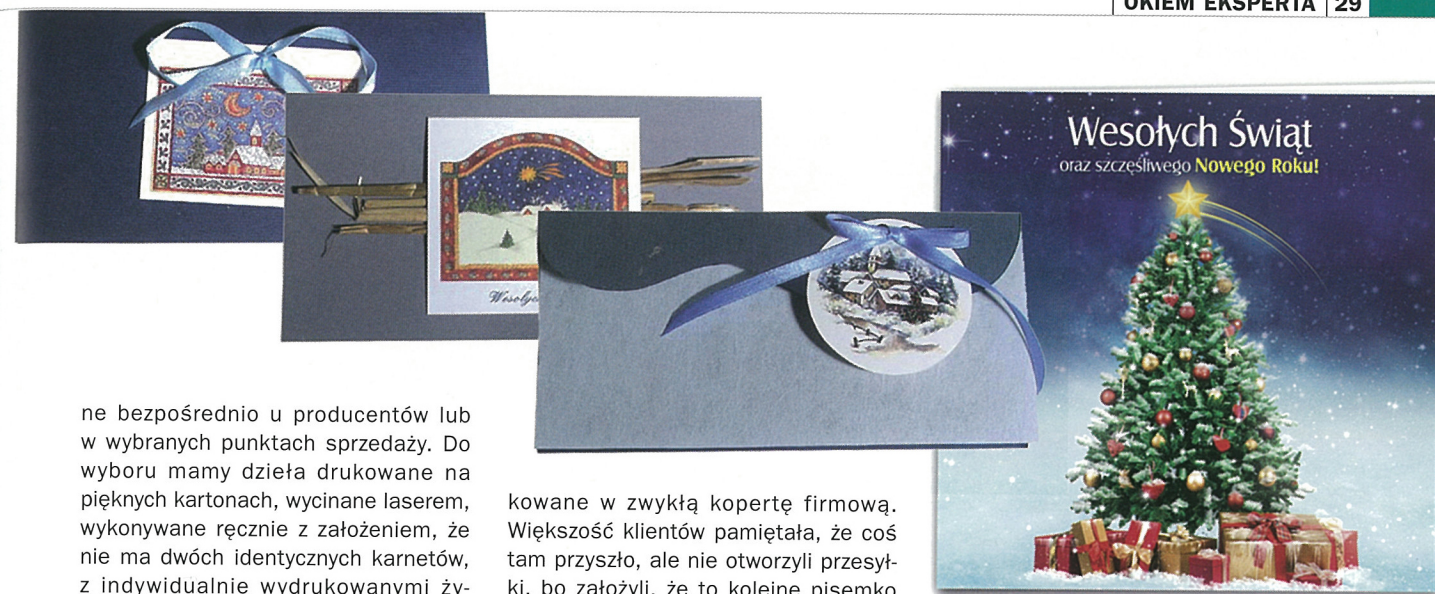 OKIEM EKSPERTA 29
Wesołych Świąt
oraz szczęśliwego Nowego Roku!
ne bezpośrednio u producentów lub
w wybranych punktach sprzedaży. Do
wyboru mamy dzieła drukowane na
pięknych kartonach, wycinane laserem,
wykonywane ręcznie z założeniem, że
nie ma dwóch identycznych karnetów,
z indywidualnie wydrukowanymi ży-
kowane w zwykłą kopertę firmową.
Większość klientów pamiętała, że coś
tam przyszło, ale nie otworzyli przesył-
ki, bo założyli, że to kolejne pisemko